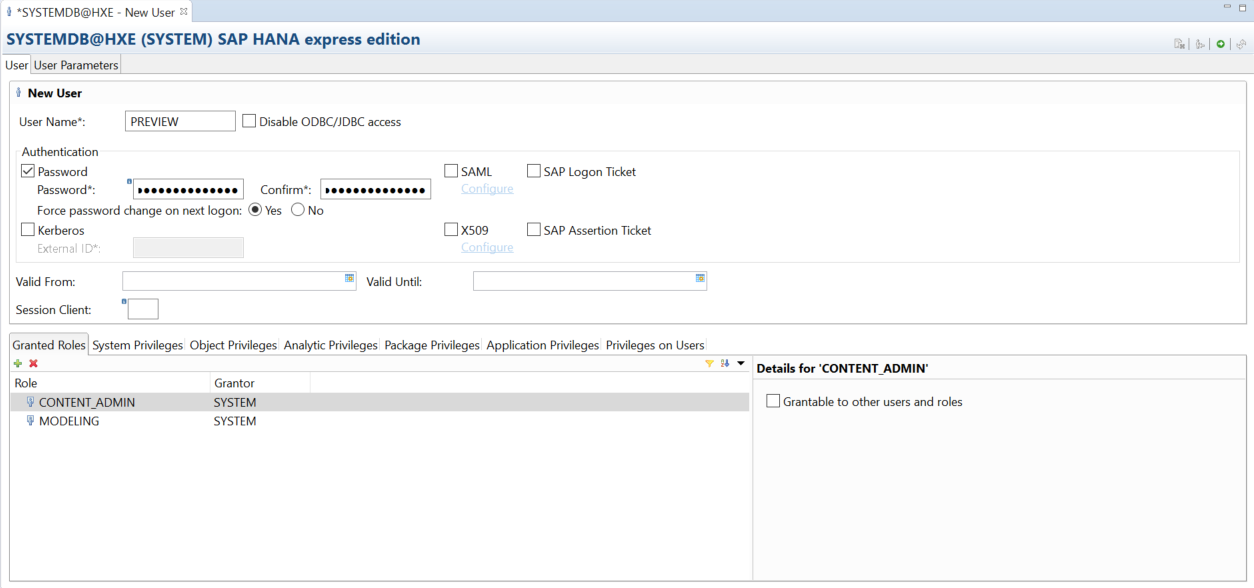 *SYSTEMDB@HXE - New User
SYSTEMDB@HXE (SYSTEM) SAP HANA express edition
User User Parameters
New User
User Name*: PREVIEW Disable ODBC/JDBC access
Authentication
Password SAML SAP Logon Ticket
Password*: Confirm*: Configure
Force password change on next logon: Yes No
Kerberos X509 SAP Assertion Ticket
External ID*: Configure
Valid From: Valid Until:
Session Client:
Granted Roles System Privileges Object Privileges Analytic Privileges Package Privileges Application Privileges Privileges on Users
Details for 'CONTENT_ADMIN'
Role Grantor
CONTENT_ADMIN SYSTEM Grantable to other users and roles
MODELING SYSTEM